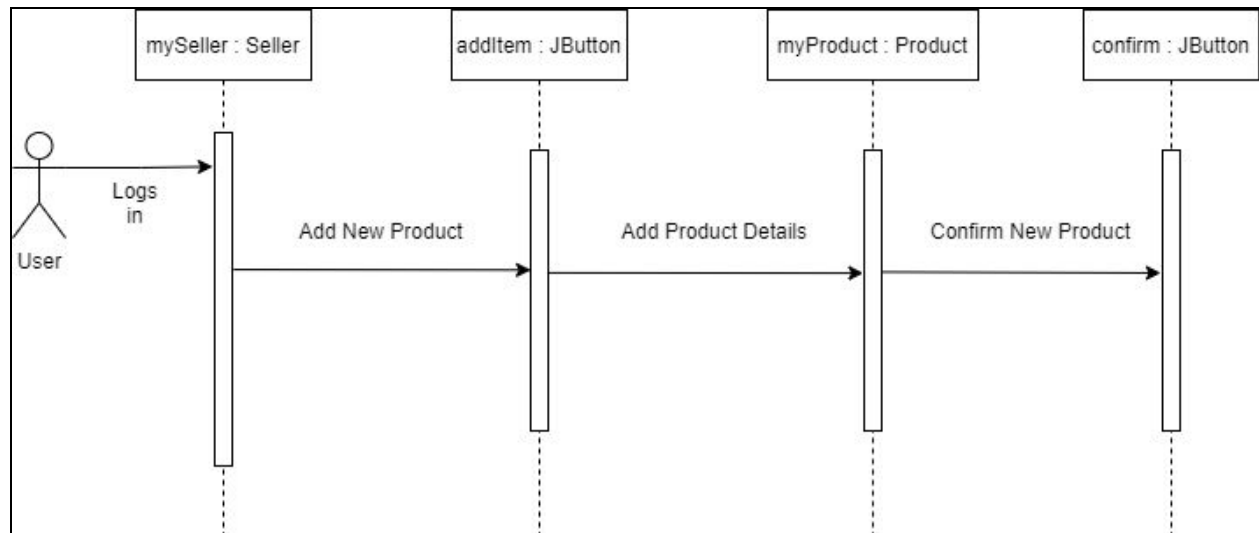 mySeller : Seller
addItem : JButton
myProduct : Product
confirm : JButton
Logs
in
User
Add New Product
Add Product Details
Confirm New Product